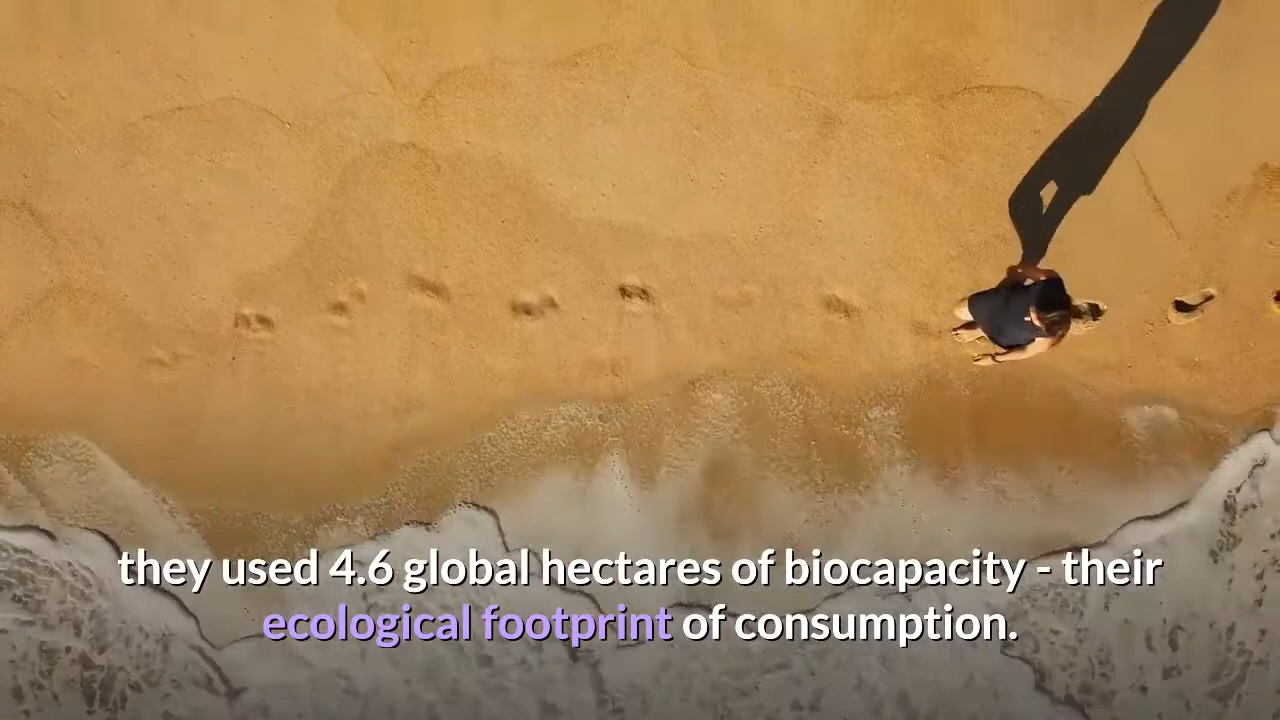 they used 4.6 global hectares of biocapacity - their
ecological footprint of consumption.